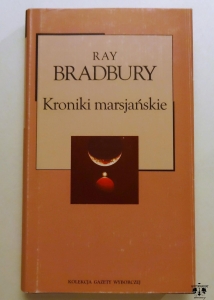 RAY
BRADBURY
Kroniki marsjańskie
KOLEKCJA GAZETY WYBORCZEJ